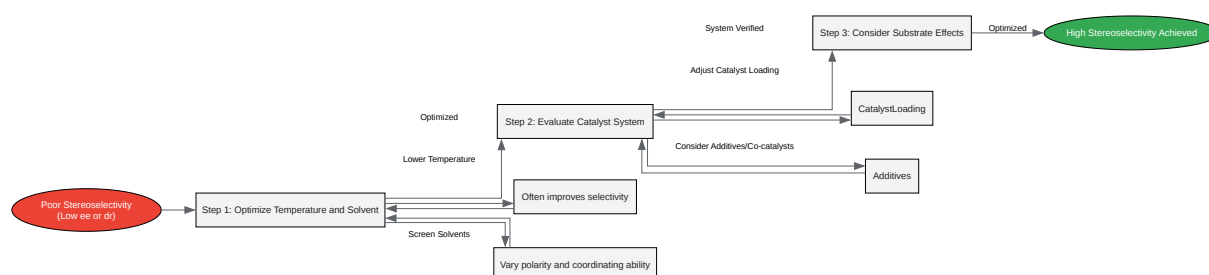 System Verified
Step 3: Consider Substrate Effects
Optimized
High Stereoselectivity Achieved
Adjust Catalyst Loading
CatalystLoading
Optimized
Step 2: Evaluate Catalyst System
Consider Additives/Co-catalysts
Lower Temperature
Additives
Often improves selectivity
Poor Stereoselectivity
(Low ee or dr)
Step 1: Optimize Temperature and Solvent
Screen Solvents
Vary polarity and coordinating ability